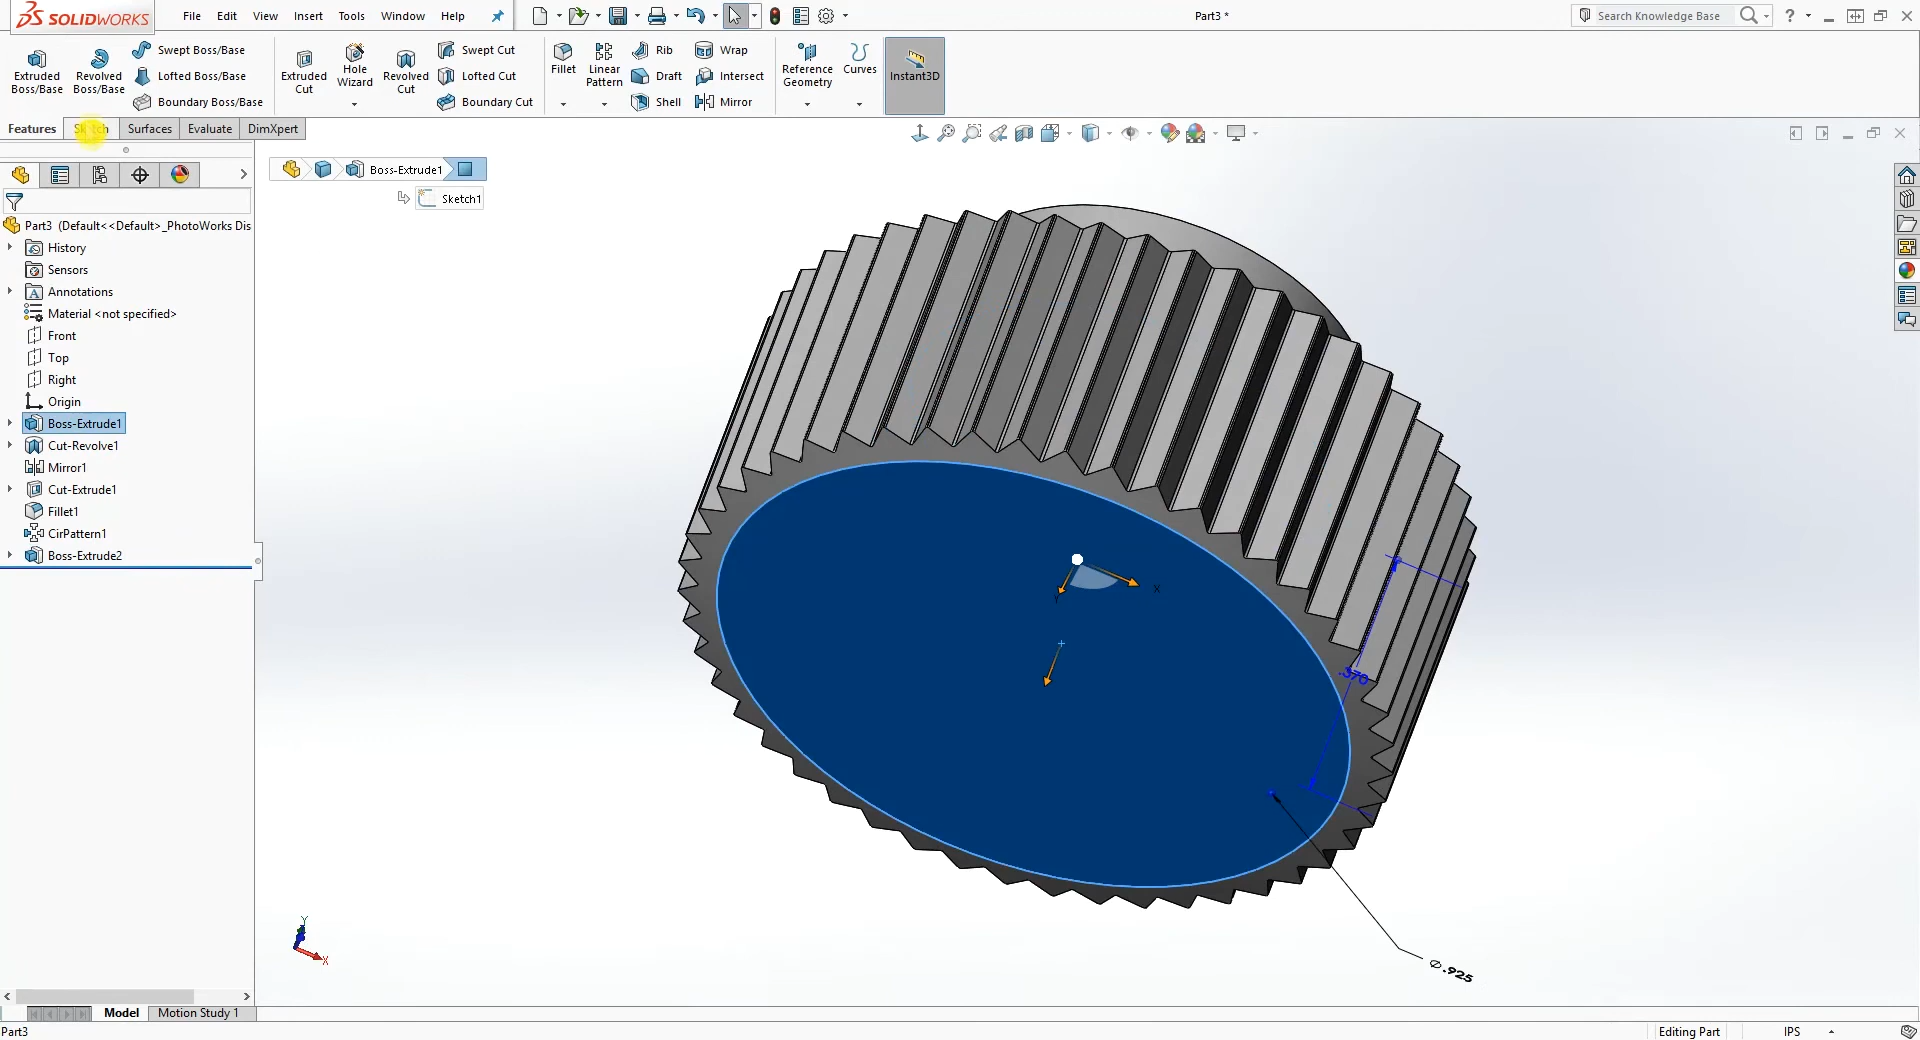 SOLIDWORKS
File Edit View Insert Tools Window Help
Part3 *
Search Knowledge Base
?
Extruded Boss/Base
Revolved Boss/Base
Swept Boss/Base
Lofted Boss/Base
Boundary Boss/Base
Extruded Cut
Hole Wizard
Revolved Cut
Swept Cut
Lofted Cut
Boundary Cut
Fillet
Linear Pattern
Rib
Draft
Shell
Wrap
Intersect
Mirror
Reference Geometry
Curves
Instant3D
Features Sketch Surfaces Evaluate DimXpert
Boss-Extrude1
Sketch1
Part3 (Default<<Default>_PhotoWorks Dis
History
Sensors
Annotations
Material <not specified>
Front
Top
Right
Origin
Boss-Extrude1
Cut-Revolve1
Mirror1
Cut-Extrude1
Fillet1
CirPattern1
Boss-Extrude2
X
Y
.370
Ø.925
Y
X
Model Motion Study 1
Part3
Editing Part
IPS